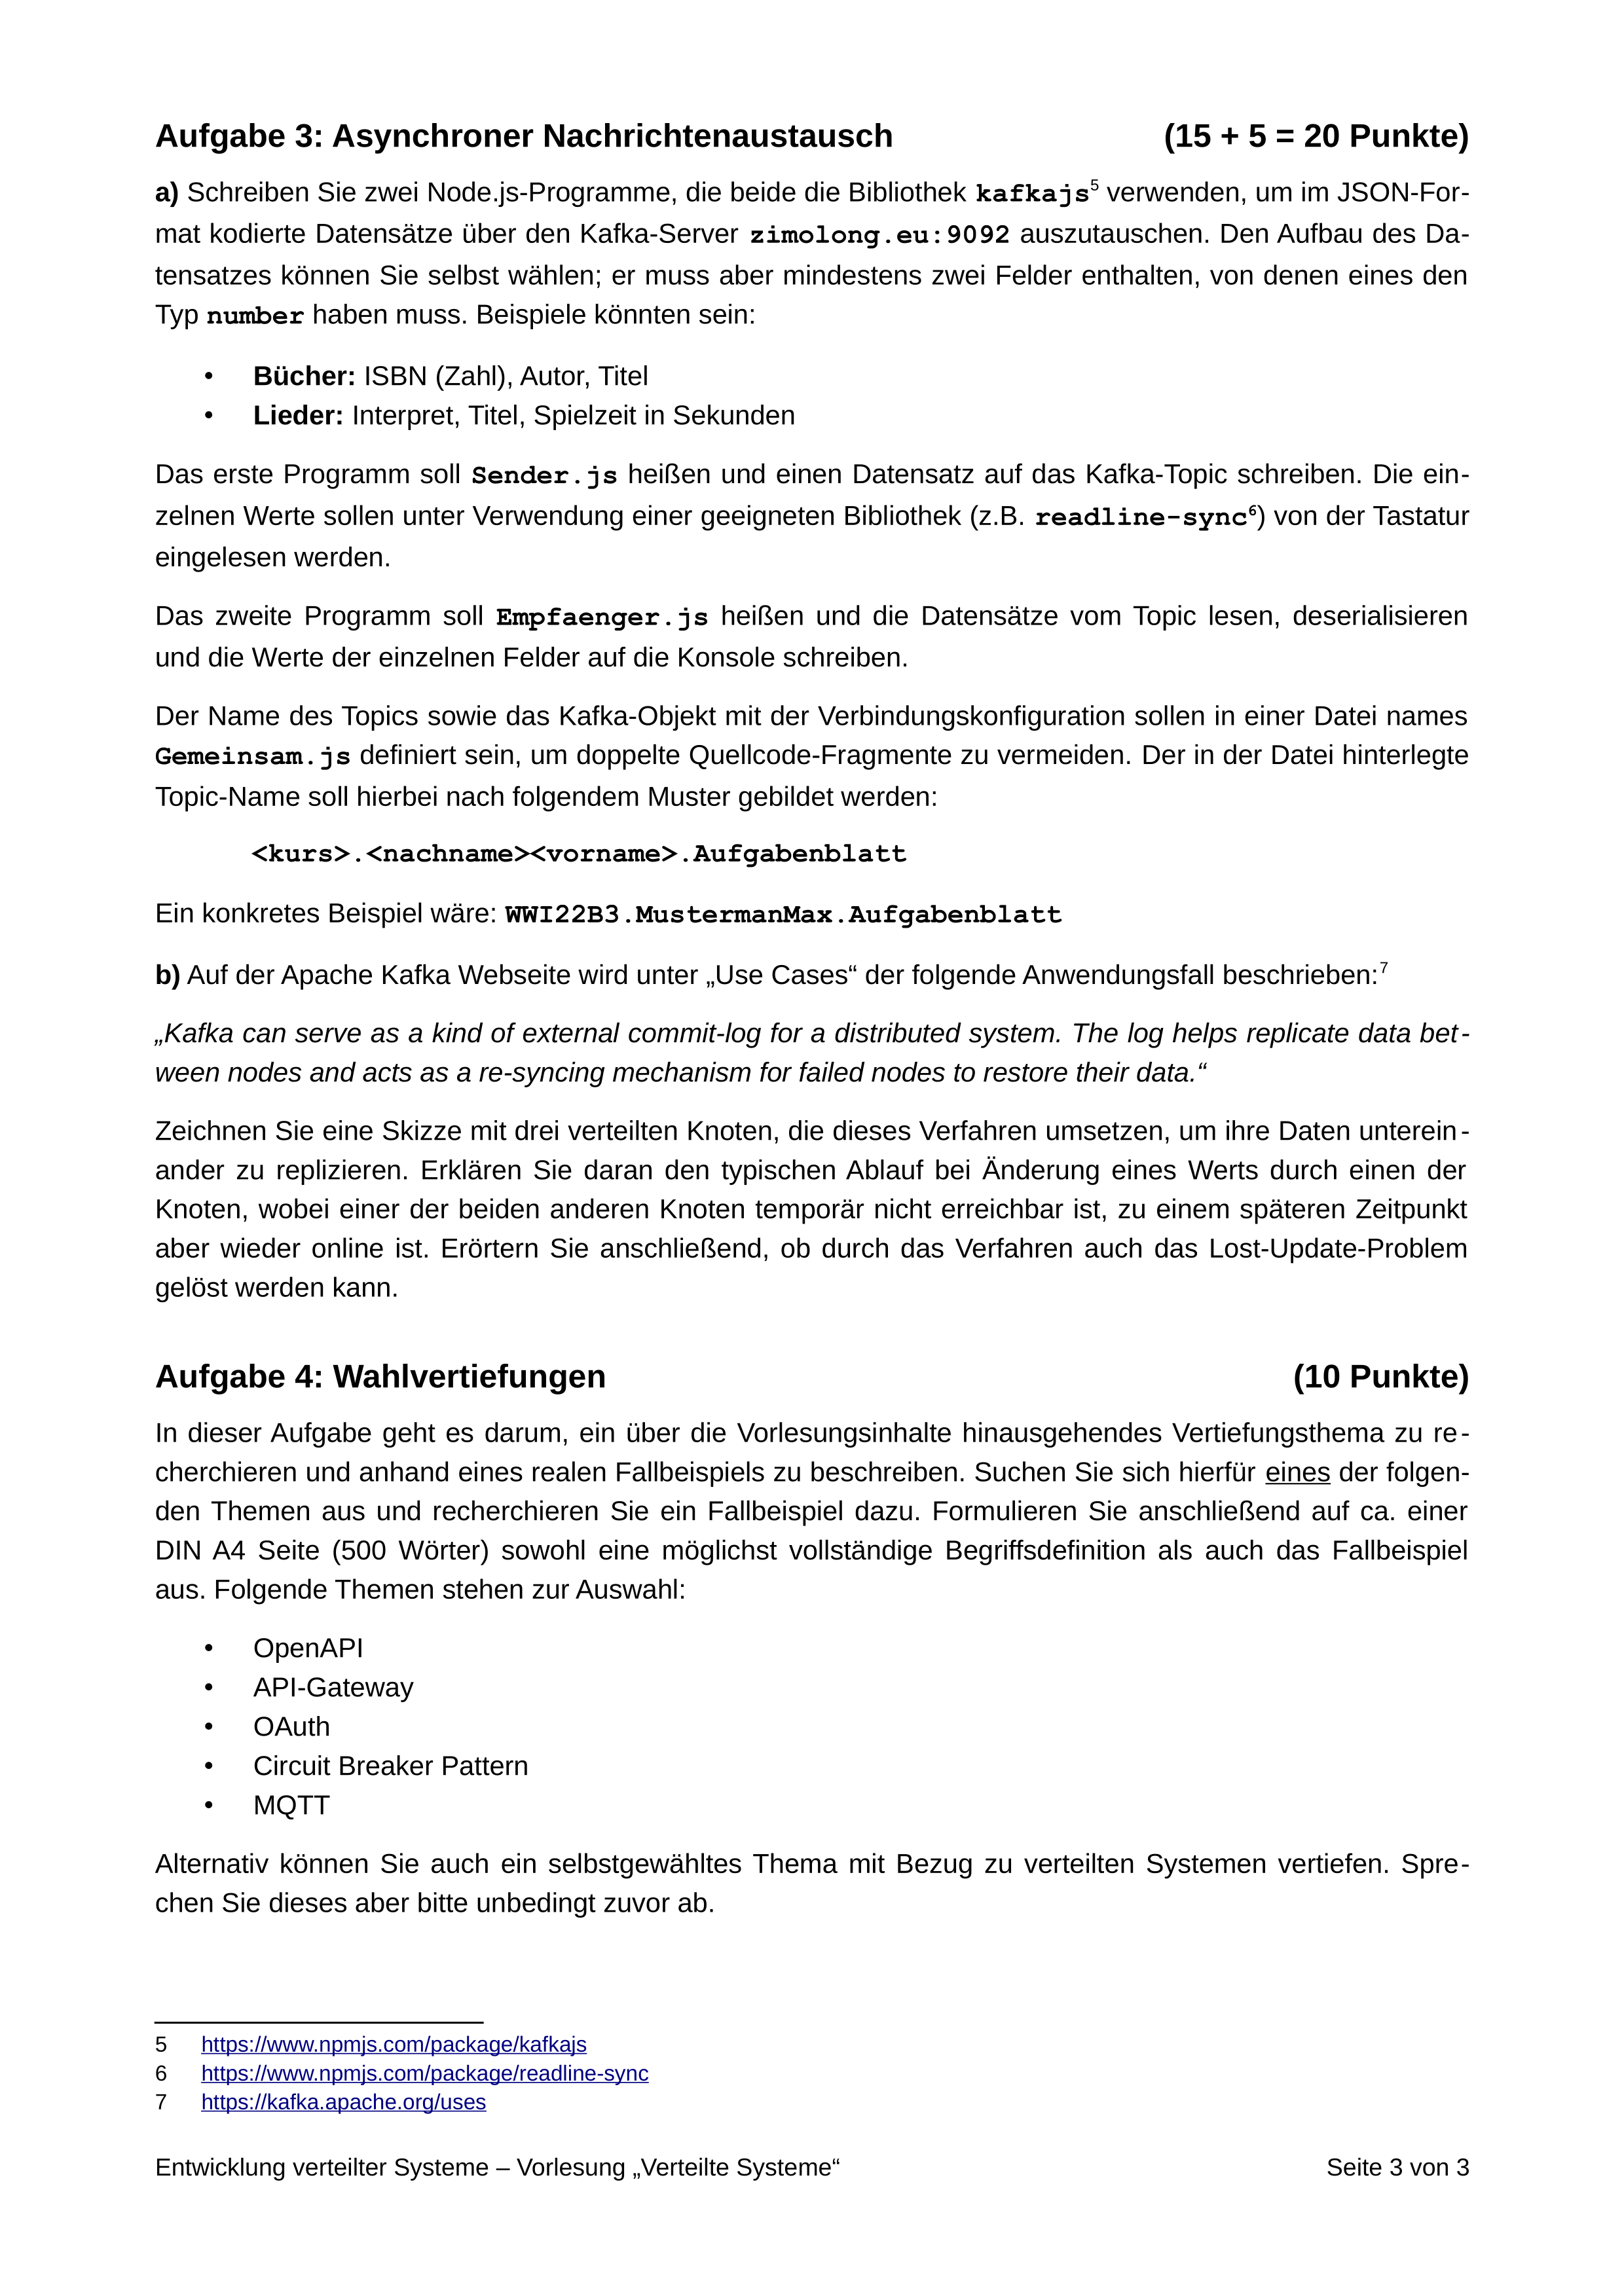 Aufgabe 3: Asynchroner Nachrichtenaustausch (15 + 5 = 20 Punkte)
a) Schreiben Sie zwei Node.js-Programme, die beide die Bibliothek kafkajs5 verwenden, um im JSON-For-
mat kodierte Datensätze über den Kafka-Server zimolong.eu:9092 auszutauschen. Den Aufbau des Da-
tensatzes können Sie selbst wählen; er muss aber mindestens zwei Felder enthalten, von denen eines den
Typ number haben muss. Beispiele könnten sein:
• Bücher: ISBN (Zahl), Autor, Titel
• Lieder: Interpret, Titel, Spielzeit in Sekunden
Das erste Programm soll Sender.js heißen und einen Datensatz auf das Kafka-Topic schreiben. Die ein-
zelnen Werte sollen unter Verwendung einer geeigneten Bibliothek (z.B. readline-sync6) von der Tastatur
eingelesen werden.
Das zweite Programm soll Empfaenger.js heißen und die Datensätze vom Topic lesen, deserialisieren
und die Werte der einzelnen Felder auf die Konsole schreiben.
Der Name des Topics sowie das Kafka-Objekt mit der Verbindungskonfiguration sollen in einer Datei names
Gemeinsam.js definiert sein, um doppelte Quellcode-Fragmente zu vermeiden. Der in der Datei hinterlegte
Topic-Name soll hierbei nach folgendem Muster gebildet werden:
<kurs>.<nachname><vorname>.Aufgabenblatt
Ein konkretes Beispiel wäre: WWI22B3.MustermanMax.Aufgabenblatt
b) Auf der Apache Kafka Webseite wird unter „Use Cases“ der folgende Anwendungsfall beschrieben:7
„Kafka can serve as a kind of external commit-log for a distributed system. The log helps replicate data bet-
ween nodes and acts as a re-syncing mechanism for failed nodes to restore their data.“
Zeichnen Sie eine Skizze mit drei verteilten Knoten, die dieses Verfahren umsetzen, um ihre Daten unterein-
ander zu replizieren. Erklären Sie daran den typischen Ablauf bei Änderung eines Werts durch einen der
Knoten, wobei einer der beiden anderen Knoten temporär nicht erreichbar ist, zu einem späteren Zeitpunkt
aber wieder online ist. Erörtern Sie anschließend, ob durch das Verfahren auch das Lost-Update-Problem
gelöst werden kann.
Aufgabe 4: Wahlvertiefungen (10 Punkte)
In dieser Aufgabe geht es darum, ein über die Vorlesungsinhalte hinausgehendes Vertiefungsthema zu re-
cherchieren und anhand eines realen Fallbeispiels zu beschreiben. Suchen Sie sich hierfür eines der folgen-
den Themen aus und recherchieren Sie ein Fallbeispiel dazu. Formulieren Sie anschließend auf ca. einer
DIN A4 Seite (500 Wörter) sowohl eine möglichst vollständige Begriffsdefinition als auch das Fallbeispiel
aus. Folgende Themen stehen zur Auswahl:
• OpenAPI
• API-Gateway
• OAuth
• Circuit Breaker Pattern
• MQTT
Alternativ können Sie auch ein selbstgewähltes Thema mit Bezug zu verteilten Systemen vertiefen. Spre-
chen Sie dieses aber bitte unbedingt zuvor ab.
5 https://www.npmjs.com/package/kafkajs
6 https://www.npmjs.com/package/readline-sync
7 https://kafka.apache.org/uses
Entwicklung verteilter Systeme – Vorlesung „Verteilte Systeme“ Seite 3 von 3